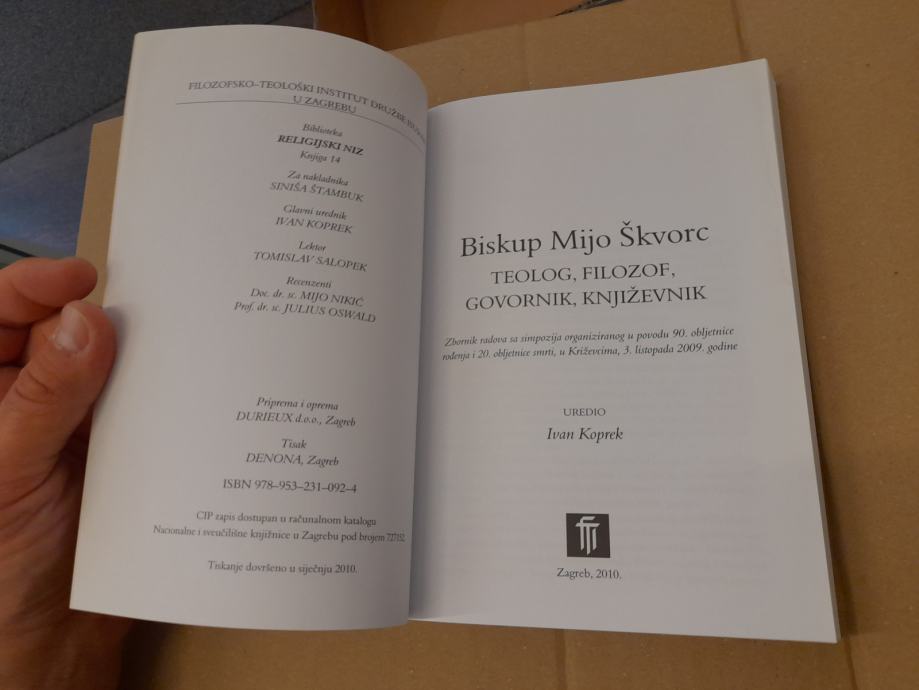 FILOZOFSKO–TEOLOŠKI INSTITUT DRUŽBE
U ZAGREBU
Biblioteka
RELIGIJSKI NIZ
Knjiga 14
Za nakladnika
SINIŠA ŠTAMBUK
Glavni urednik
IVAN KOPREK
Lektor
TOMISLAV SALOPEK
Recenzenti
Doc. dr. sc. MIJO NIKIĆ
Prof. dr. sc. JULIUS OSWALD
Priprema i oprema
DURIEUX d.o.o., Zagreb
Tisak
DENONA, Zagreb
ISBN 978–953–231–092–4
CIP zapis dostupan u računalnom katalogu
Nacionalne i sveučilišne knjižnice u Zagrebu pod brojem 727152
Tiskanje dovršeno u siječnju 2010.
Biskup Mijo Škvorc
TEOLOG, FILOZOF,
GOVORNIK, KNJIŽEVNIK
Zbornik radova sa simpozija organiziranog u povodu 90. obljetnice
rođenja i 20. obljetnice smrti, u Križevcima, 3. listopada 2009. godine
UREDIO
Ivan Koprek
fti
Zagreb, 2010.